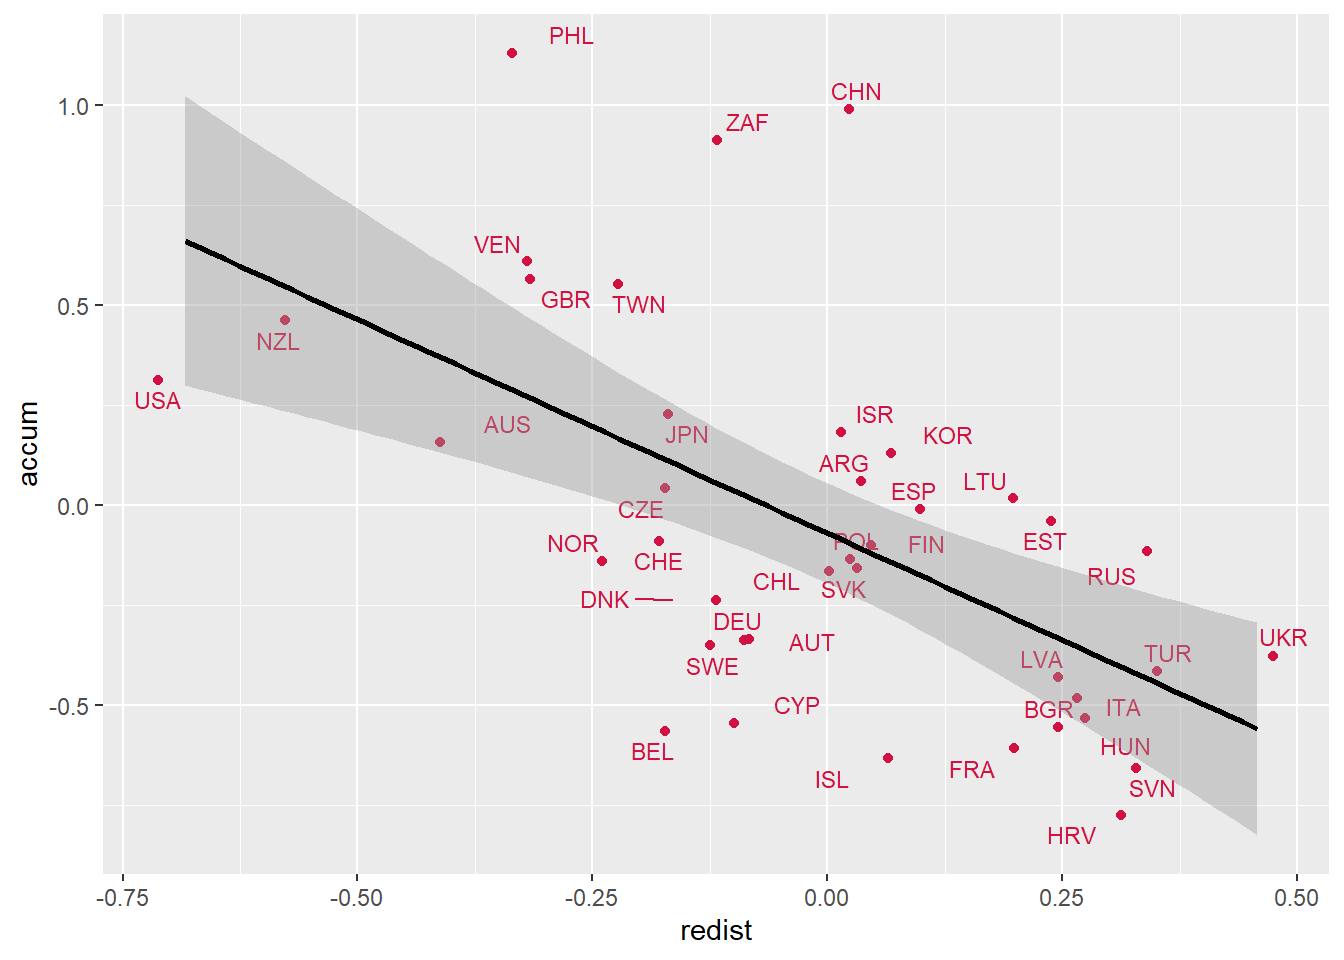 PHL
CHN
ZAF
1.0
VEN
GBR
TWN
0.5
NZL
USA
AUS
JPN
ISR
KOR
ARG
LTU
ESP
CZE
0.0
EST
NOR
CHE
POL
FIN
RUS
CHL
SVK
DNK
DEU
AUT
UKR
SWE
LVA
TUR
CYP
-0.5
BGR
ITA
BEL
HUN
FRA
ISL
SVN
HRV
-0.75 -0.50 -0.25 0.00 0.25 0.50
redist
accum